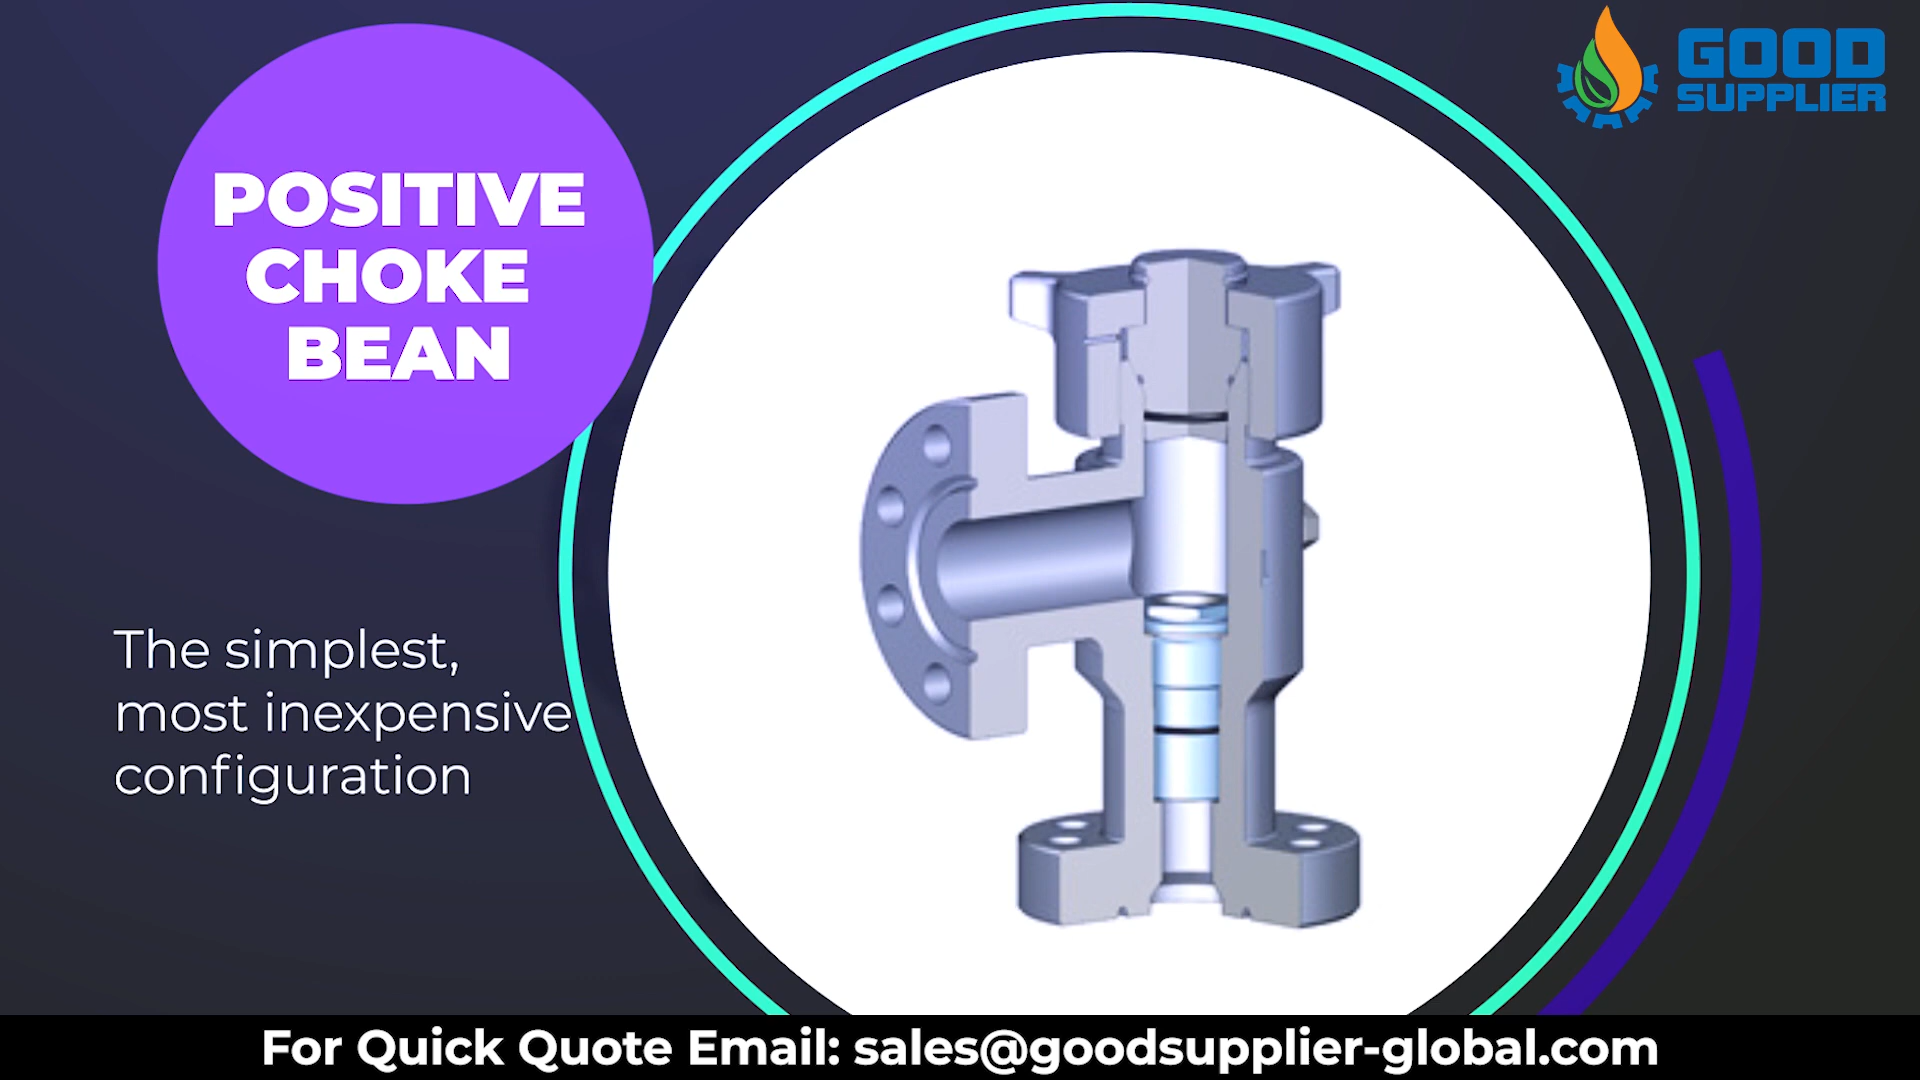 GOOD
SUPPLIER
POSITIVE
CHOKE
BEAN
The simplest,
most inexpensive
configuration
For Quick Quote Email: sales@goodsupplier-global.com